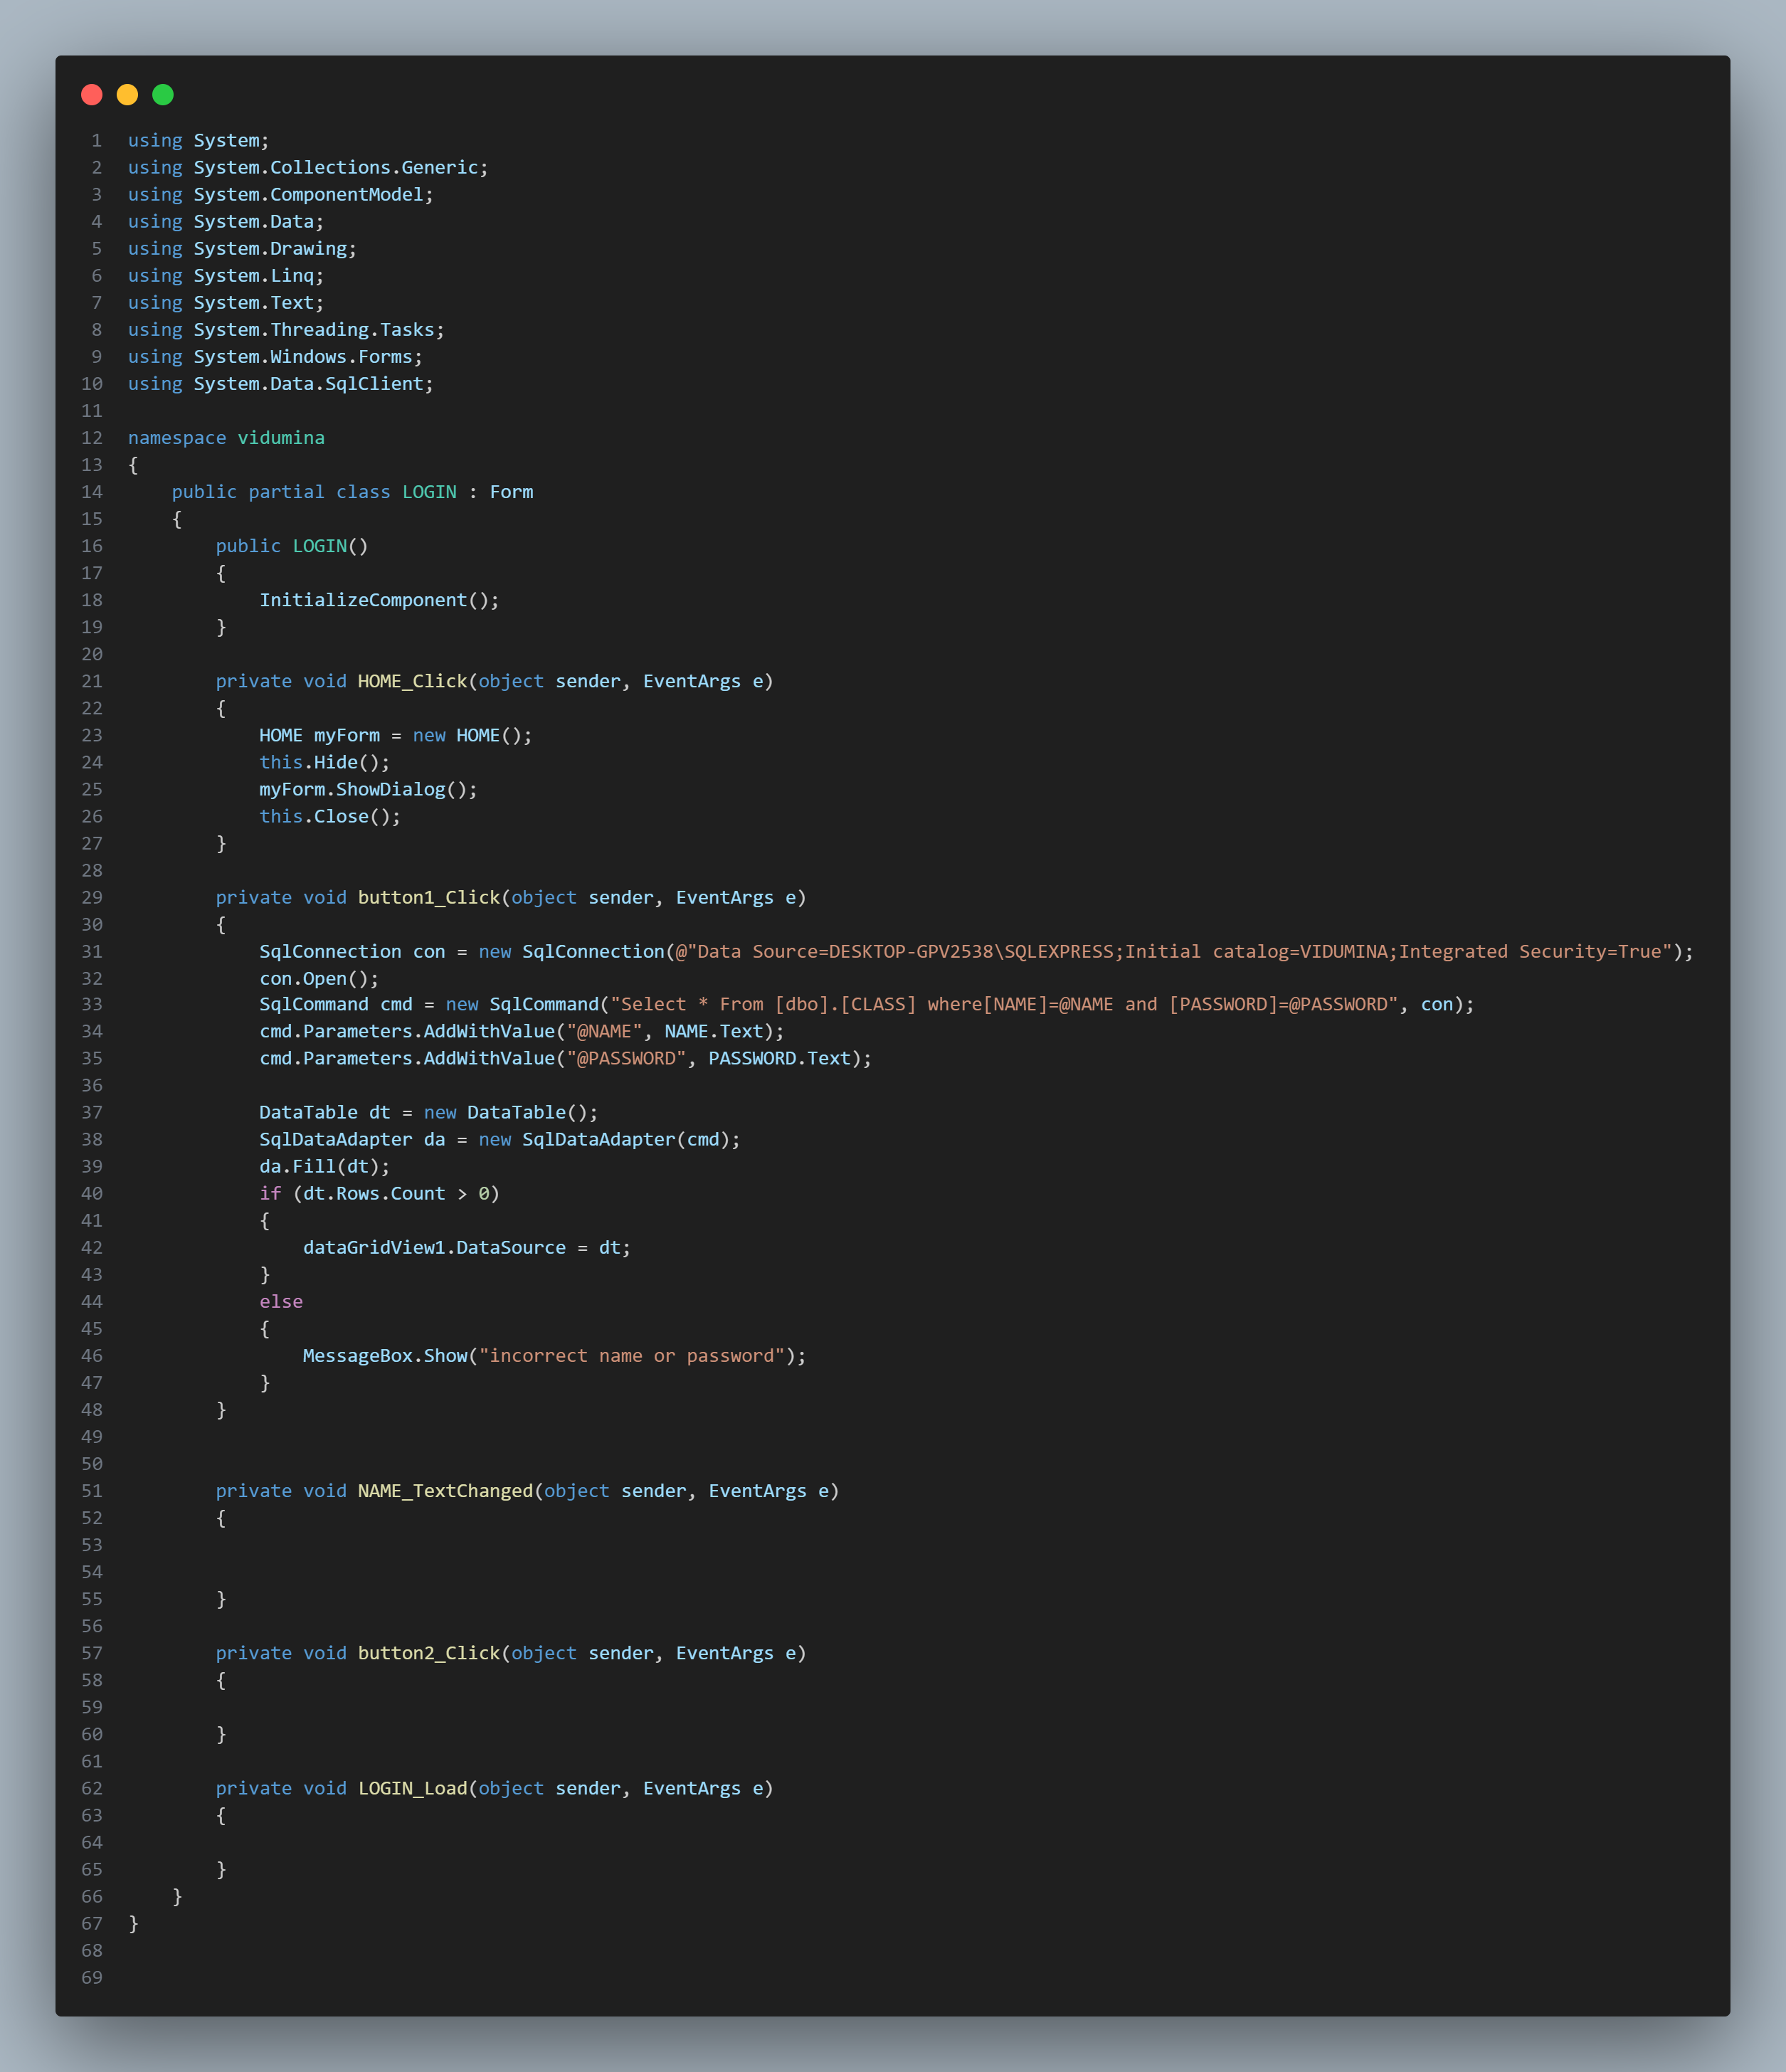 1 using System;
2 using System.Collections.Generic;
3 using System.ComponentModel;
4 using System.Data;
5 using System.Drawing;
6 using System.Linq;
7 using System.Text;
8 using System.Threading.Tasks;
9 using System.Windows.Forms;
10 using System.Data.SqlClient;
11
12 namespace vidumina
13 {
14     public partial class LOGIN : Form
15     {
16         public LOGIN()
17         {
18             InitializeComponent();
19         }
20
21         private void HOME_Click(object sender, EventArgs e)
22         {
23             HOME myForm = new HOME();
24             this.Hide();
25             myForm.ShowDialog();
26             this.Close();
27         }
28
29         private void button1_Click(object sender, EventArgs e)
30         {
31             SqlConnection con = new SqlConnection(@"Data Source=DESKTOP-GPV2538\SQLEXPRESS;Initial catalog=VIDUMINA;Integrated Security=True");
32             con.Open();
33             SqlCommand cmd = new SqlCommand("Select * From [dbo].[CLASS] where[NAME]=@NAME and [PASSWORD]=@PASSWORD", con);
34             cmd.Parameters.AddWithValue("@NAME", NAME.Text);
35             cmd.Parameters.AddWithValue("@PASSWORD", PASSWORD.Text);
36
37             DataTable dt = new DataTable();
38             SqlDataAdapter da = new SqlDataAdapter(cmd);
39             da.Fill(dt);
40             if (dt.Rows.Count > 0)
41             {
42                 dataGridView1.DataSource = dt;
43             }
44             else
45             {
46                 MessageBox.Show("incorrect name or password");
47             }
48         }
49
50
51         private void NAME_TextChanged(object sender, EventArgs e)
52         {
53
54
55         }
56
57         private void button2_Click(object sender, EventArgs e)
58         {
59
60         }
61
62         private void LOGIN_Load(object sender, EventArgs e)
63         {
64
65         }
66     }
67 }
68
69